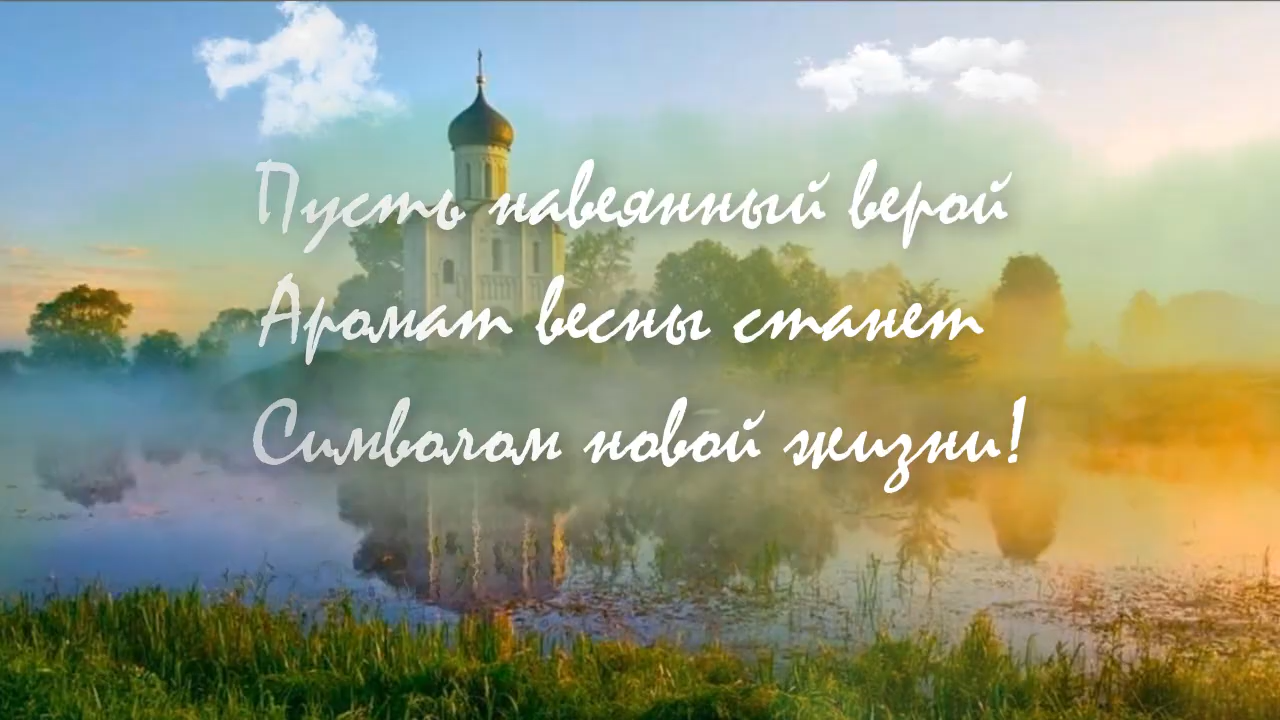 Пусть навеянный верой
Аромат весны станет
Символом новой жизни!